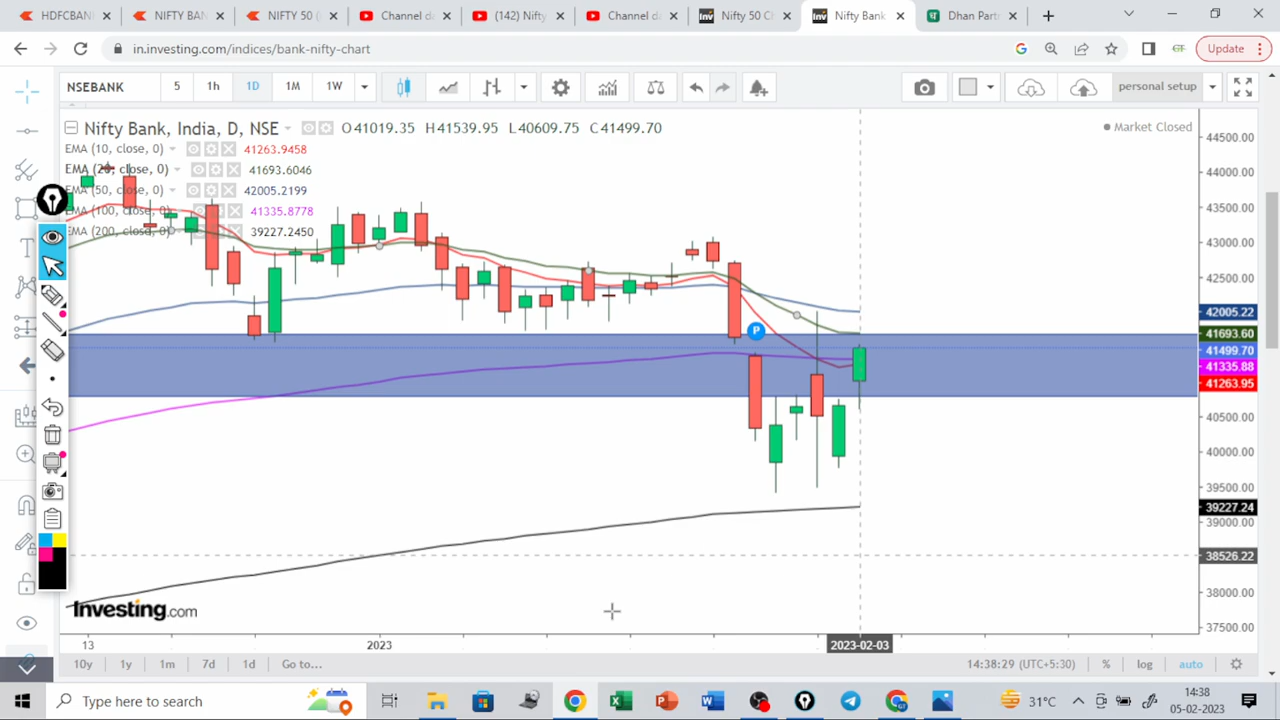 HDFCBAN
NIFTY BAN
NIFTY 50 (
Channel da
(142) Nifty
Channel da
Nifty 50 C
Nifty Bank
Dhan Part
in.investing.com/indices/bank-nifty-chart
Update
NSEBANK
5
1h
1D
1M
1W
personal setup
Nifty Bank, India, D, NSE
O41019.35 H41539.95 L40609.75 C41499.70
Market Closed
EMA (10, close, 0) 41263.9458
EMA (20, close, 0) 41693.6046
EMA (50, close, 0) 42005.2199
EMA (100, close, 0) 41335.8778
EMA (200, close, 0) 39227.2450
44500.00
44000.00
43500.00
43000.00
42500.00
42005.22
41693.60
41499.70
41335.88
41263.95
40500.00
40000.00
39500.00
39227.24
39000.00
38526.22
38000.00
37500.00
P
Investing.com
13
2023
2023-02-03
10y
1y
1m
7d
1d
Go to...
14:38:29 (UTC+5:30)
%
log
auto
Type here to search
31°C
14:38
05-02-2023